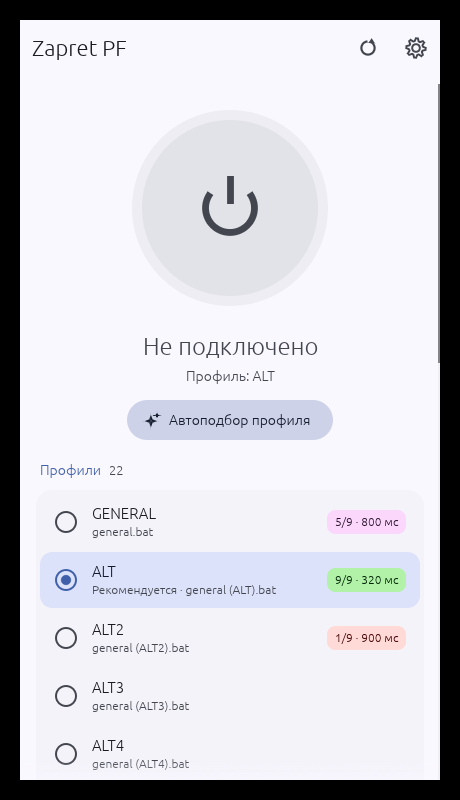 Zapret PF
Не подключено
Профиль: ALT
Автоподбор профиля
Профили 22
GENERAL
general.bat
5/9 · 800 мс
ALT
Рекомендуется · general (ALT).bat
9/9 · 320 мс
ALT2
general (ALT2).bat
1/9 · 900 мс
ALT3
general (ALT3).bat
ALT4
general (ALT4).bat